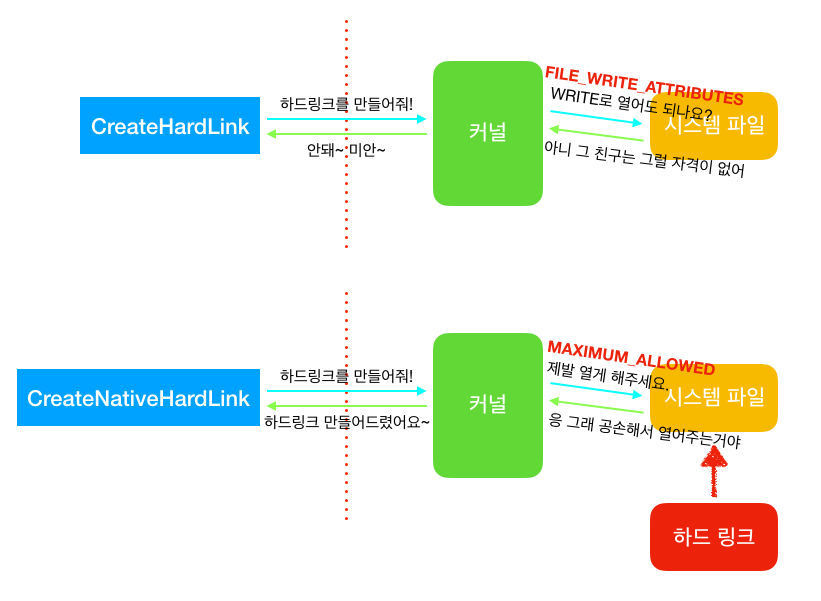 FILE_WRITE_ATTRIBUTES
하드링크를 만들어줘!
WRITE로 열어도 되나요?
CreateHardLink
커널
시스템 파일
안돼~ 미안~
아니 그 친구는 그럴 자격이 없어
MAXIMUM_ALLOWED
하드링크를 만들어줘!
제발 열게 해주세요.
CreateNativeHardLink
커널
시스템 파일
하드링크 만들어드렸어요~
응 그래 공손해서 열어주는거야
하드 링크